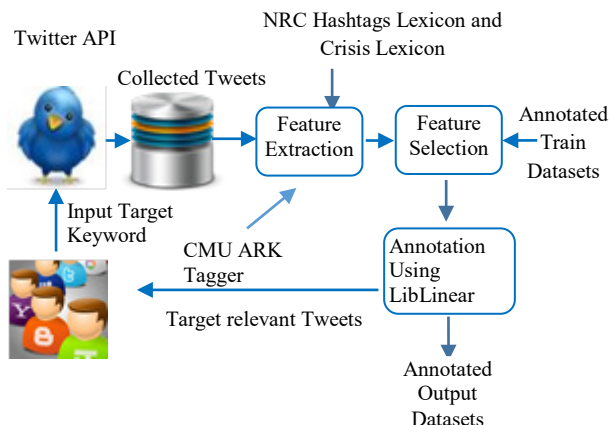 NRC Hashtags Lexicon and
Crisis Lexicon
Twitter API
Collected Tweets
Feature
Extraction
Feature
Selection
Annotated
Train
Datasets
Input Target
Keyword
CMU ARK
Tagger
Annotation
Using
LibLinear
Target relevant Tweets
Annotated
Output
Datasets